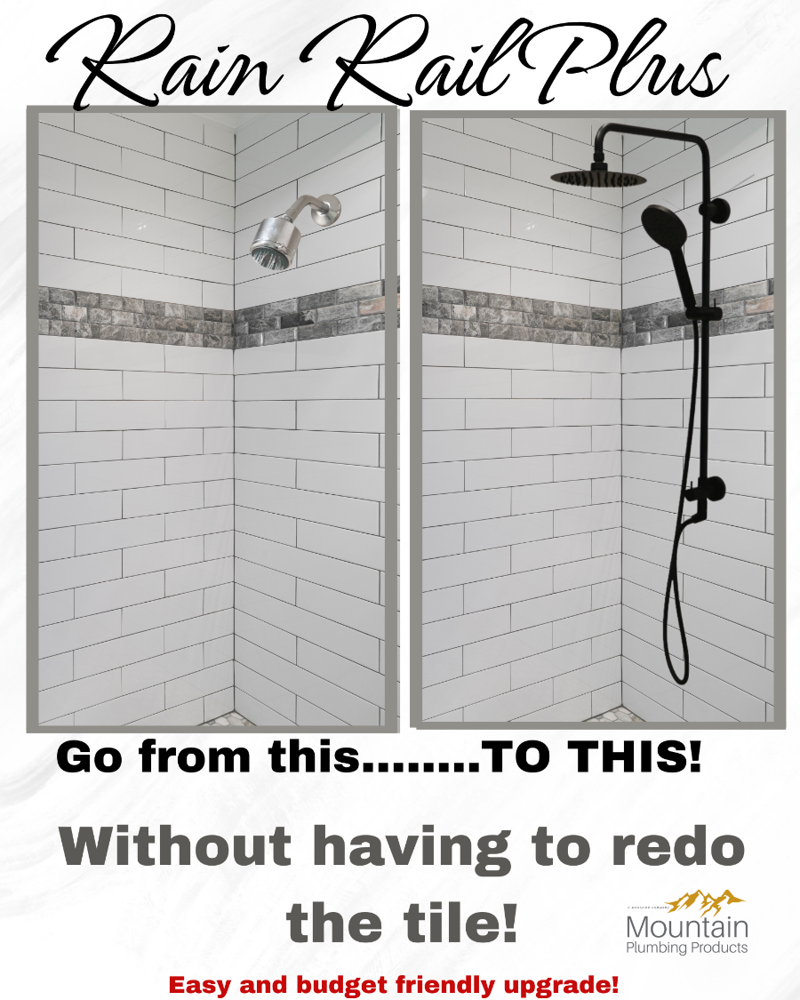 Rain Rail Plus
Go from this........TO THIS!
Without having to redo
the tile!
Mountain
Plumbing Products
Easy and budget friendly upgrade!